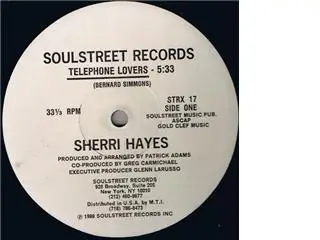 SOULSTREET RECORDS
TELEPHONE LOVERS - 5:33
(BERNARD SIMMONS)
33⅓ RPM
STRX 17
SIDE ONE
SOULSTREET MUSIC PUB.
ASCAP
GOLD CLEF MUSIC
SHERRI HAYES
PRODUCED AND ARRANGED BY PATRICK ADAMS
CO-PRODUCED BY GREG CARMICHAEL
EXECUTIVE PRODUCER GLENN LARUSSO
SOULSTREET RECORDS
928 Broadway, Suite 205
New York, NY 10010
(212) 460-9677
Distributed in U.S.A. by M.T.I.
(718) 786-6473
© 1988 SOULSTREET RECORDS INC